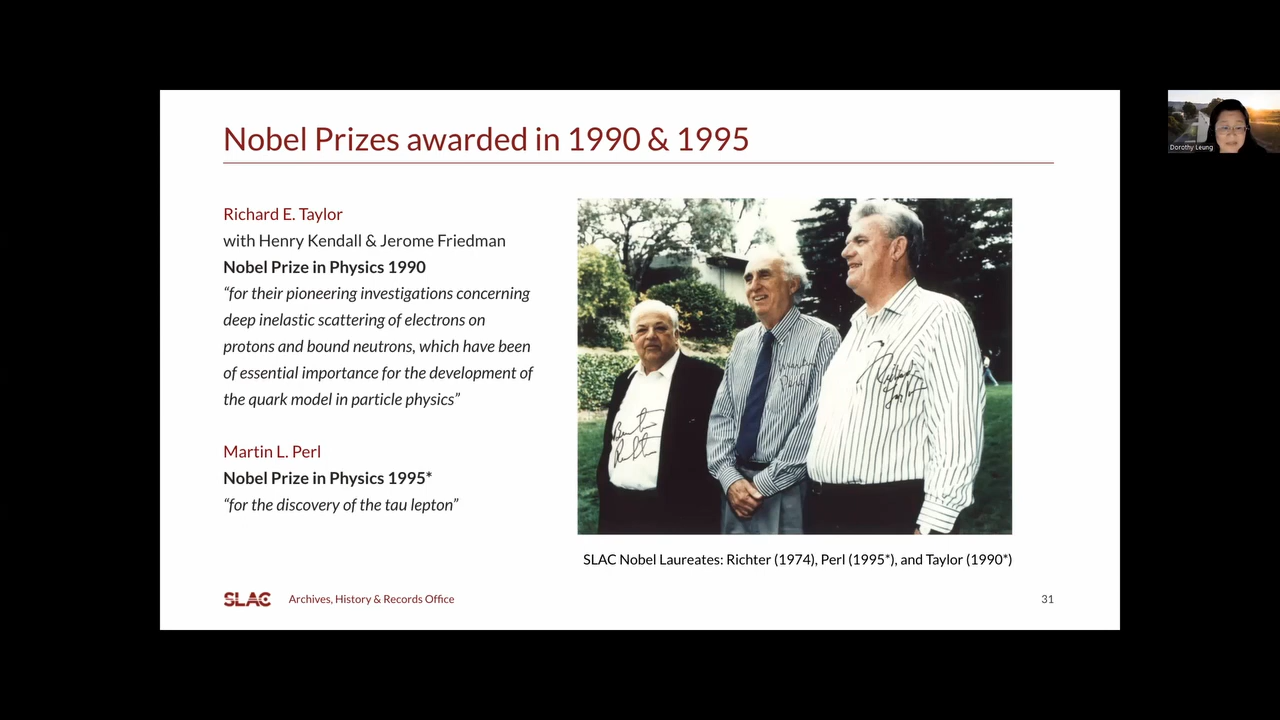 Nobel Prizes awarded in 1990 & 1995
Richard E. Taylor
with Henry Kendall & Jerome Friedman
Nobel Prize in Physics 1990
“for their pioneering investigations concerning
deep inelastic scattering of electrons on
protons and bound neutrons, which have been
of essential importance for the development of
the quark model in particle physics”
Martin L. Perl
Nobel Prize in Physics 1995*
“for the discovery of the tau lepton”
SLAC Nobel Laureates: Richter (1974), Perl (1995*), and Taylor (1990*)
SLAC Archives, History & Records Office
31
Dorothy Leung